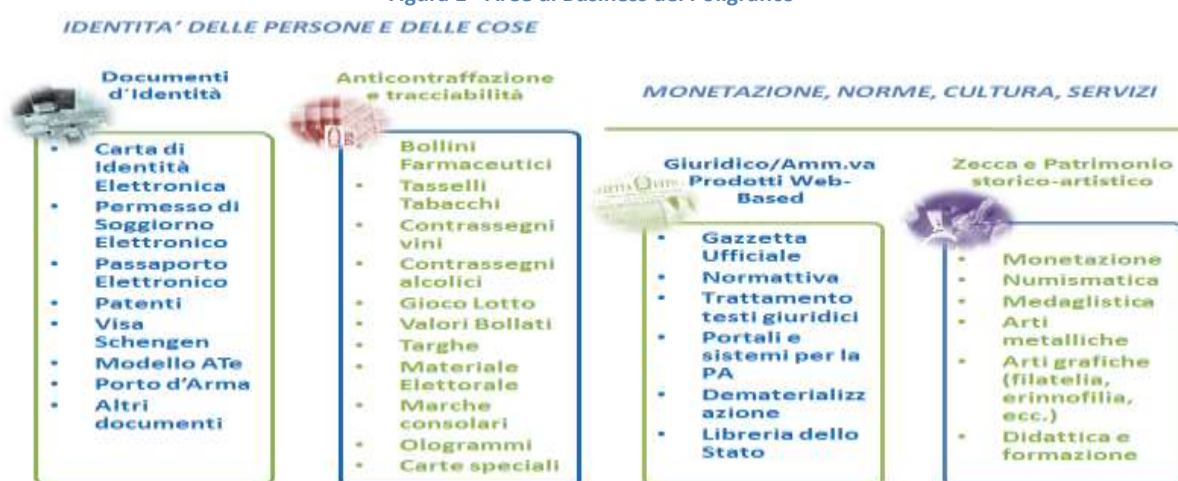 IDENTITA' DELLE PERSONE E DELLE COSE
Documenti
d'Identità
Carta di
Identità
Elettronica
Permesso di
Soggiorno
Elettronico
Passaporto
Elettronico
Patenti
Visa
Schengen
Modello ATe
Porto d'Arma
Altri
documenti
Anticontraffazione
e tracciabilità
Bollini
Farmaceutici
Tasselli
Tabacchi
Contrassegni
vini
Contrassegni
alcolici
Gioco Lotto
Valori Bollati
Targhe
Materiale
Elettorale
Marche
consolari
Ologrammi
Carte speciali
MONETAZIONE, NORME, CULTURA, SERVIZI
Giuridico/Amm.va
Prodotti Web-
Based
Gazzetta
Ufficiale
Normattiva
Trattamento
testi giuridici
Portali e
sistemi per la
PA
Dematerializz
azione
Libreria dello
Stato
Zecca e Patrimonio
storico-artistico
Monetazione
Numismatica
Medaglistica
Arti
metalliche
Arti grafiche
(filatelia,
erinnofilia,
ecc.)
Didattica e
formazione